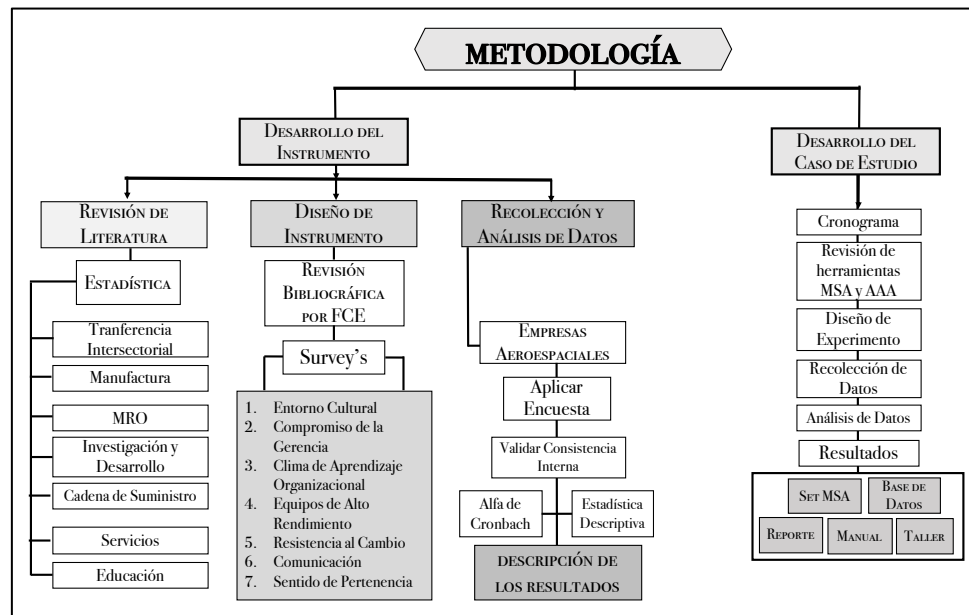 METODOLOGÍA
DESARROLLO DEL
INSTRUMENTO
DESARROLLO DEL
CASO DE ESTUDIO
REVISIÓN DE
LITERATURA
DISEÑO DE
INSTRUMENTO
RECOLECCIÓN Y
ANÁLISIS DE DATOS
ESTADÍSTICA
Tranferencia
Intersectorial
Manufactura
MRO
Investigación y
Desarrollo
Cadena de Suministro
Servicios
Educación
REVISIÓN
BIBLIOGRÁFICA
POR FCE
Survey's
1. Entorno Cultural
2. Compromiso de la
Gerencia
3. Clima de Aprendizaje
Organizacional
4. Equipos de Alto
Rendimiento
5. Resistencia al Cambio
6. Comunicación
7. Sentido de Pertenencia
EMPRESAS
AEROESPACIALES
Aplicar
Encuesta
Validar Consistencia
Interna
Alfa de
Cronbach
Estadística
Descriptiva
DESCRIPCIÓN DE
LOS RESULTADOS
Cronograma
Revisión de
herramientas
MSA y AAA
Diseño de
Experimento
Recolección de
Datos
Análisis de Datos
Resultados
SET MSA
BASE DE
DATOS
REPORTE
MANUAL
TALLER